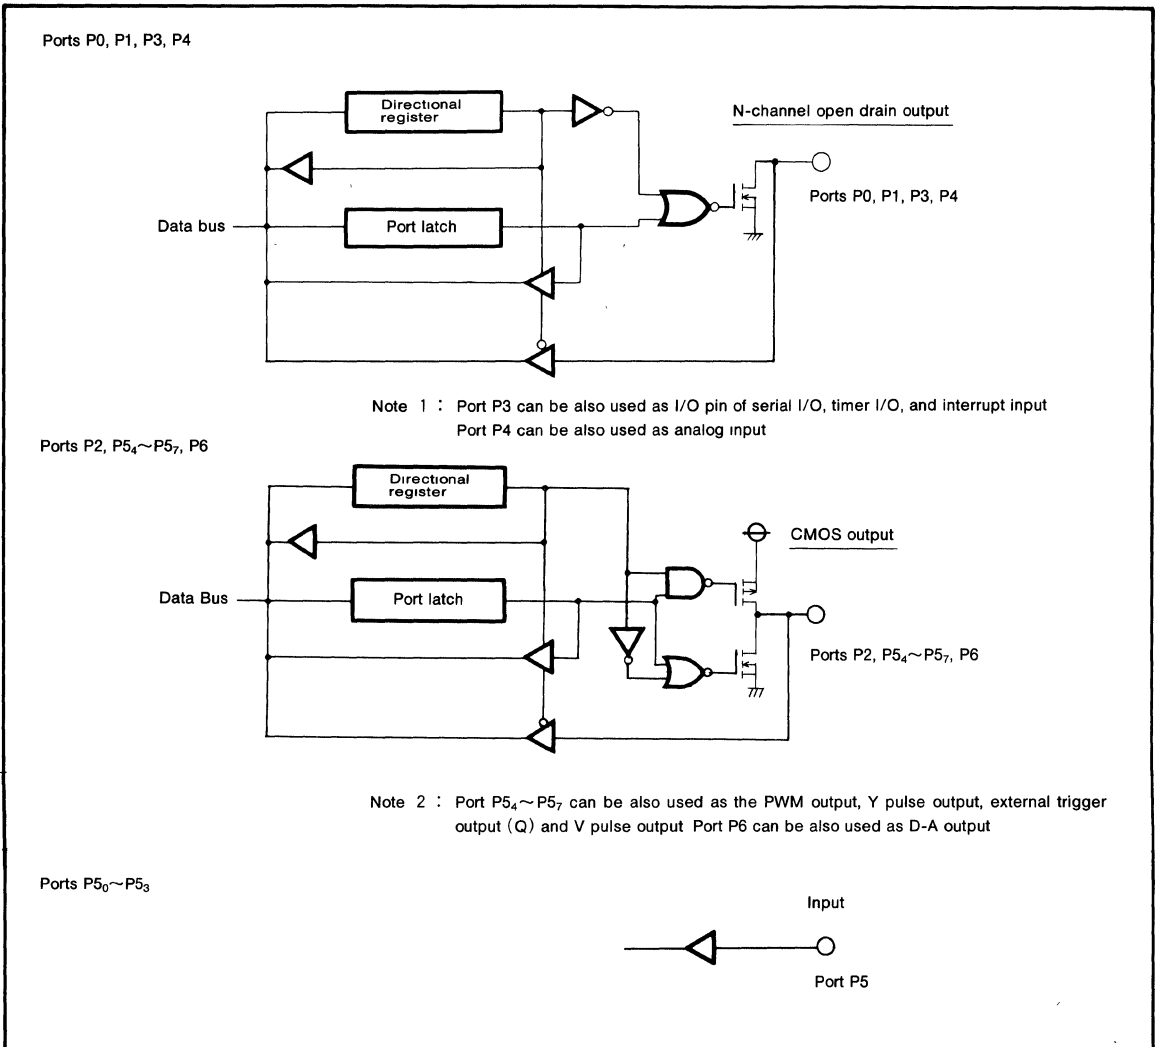 Ports P0, P1, P3, P4
Directional
register
N-channel open drain output
Ports P0, P1, P3, P4
Data bus
Port latch
Note 1 : Port P3 can be also used as I/O pin of serial I/O, timer I/O, and interrupt input
Port P4 can be also used as analog input
Ports P2, P5₄~P5₇, P6
Directional
register
CMOS output
Data Bus
Port latch
Ports P2, P5₄~P5₇, P6
Note 2 : Port P5₄~P5₇ can be also used as the PWM output, Y pulse output, external trigger
output (Q) and V pulse output Port P6 can be also used as D-A output
Ports P5₀~P5₃
Input
Port P5